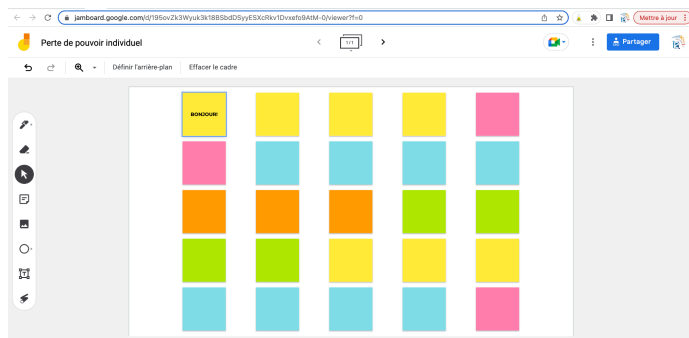 jamboard.google.com/d/195ovZk3Wyuk3k18BSbdDSyyESXcRkv1Dvxefo9AtM-0/viewer?f=0
Mettre à jour
Perte de pouvoir individuel
1/1
Partager
Définir l'arrière-plan
Effacer le cadre
BONJOUR!